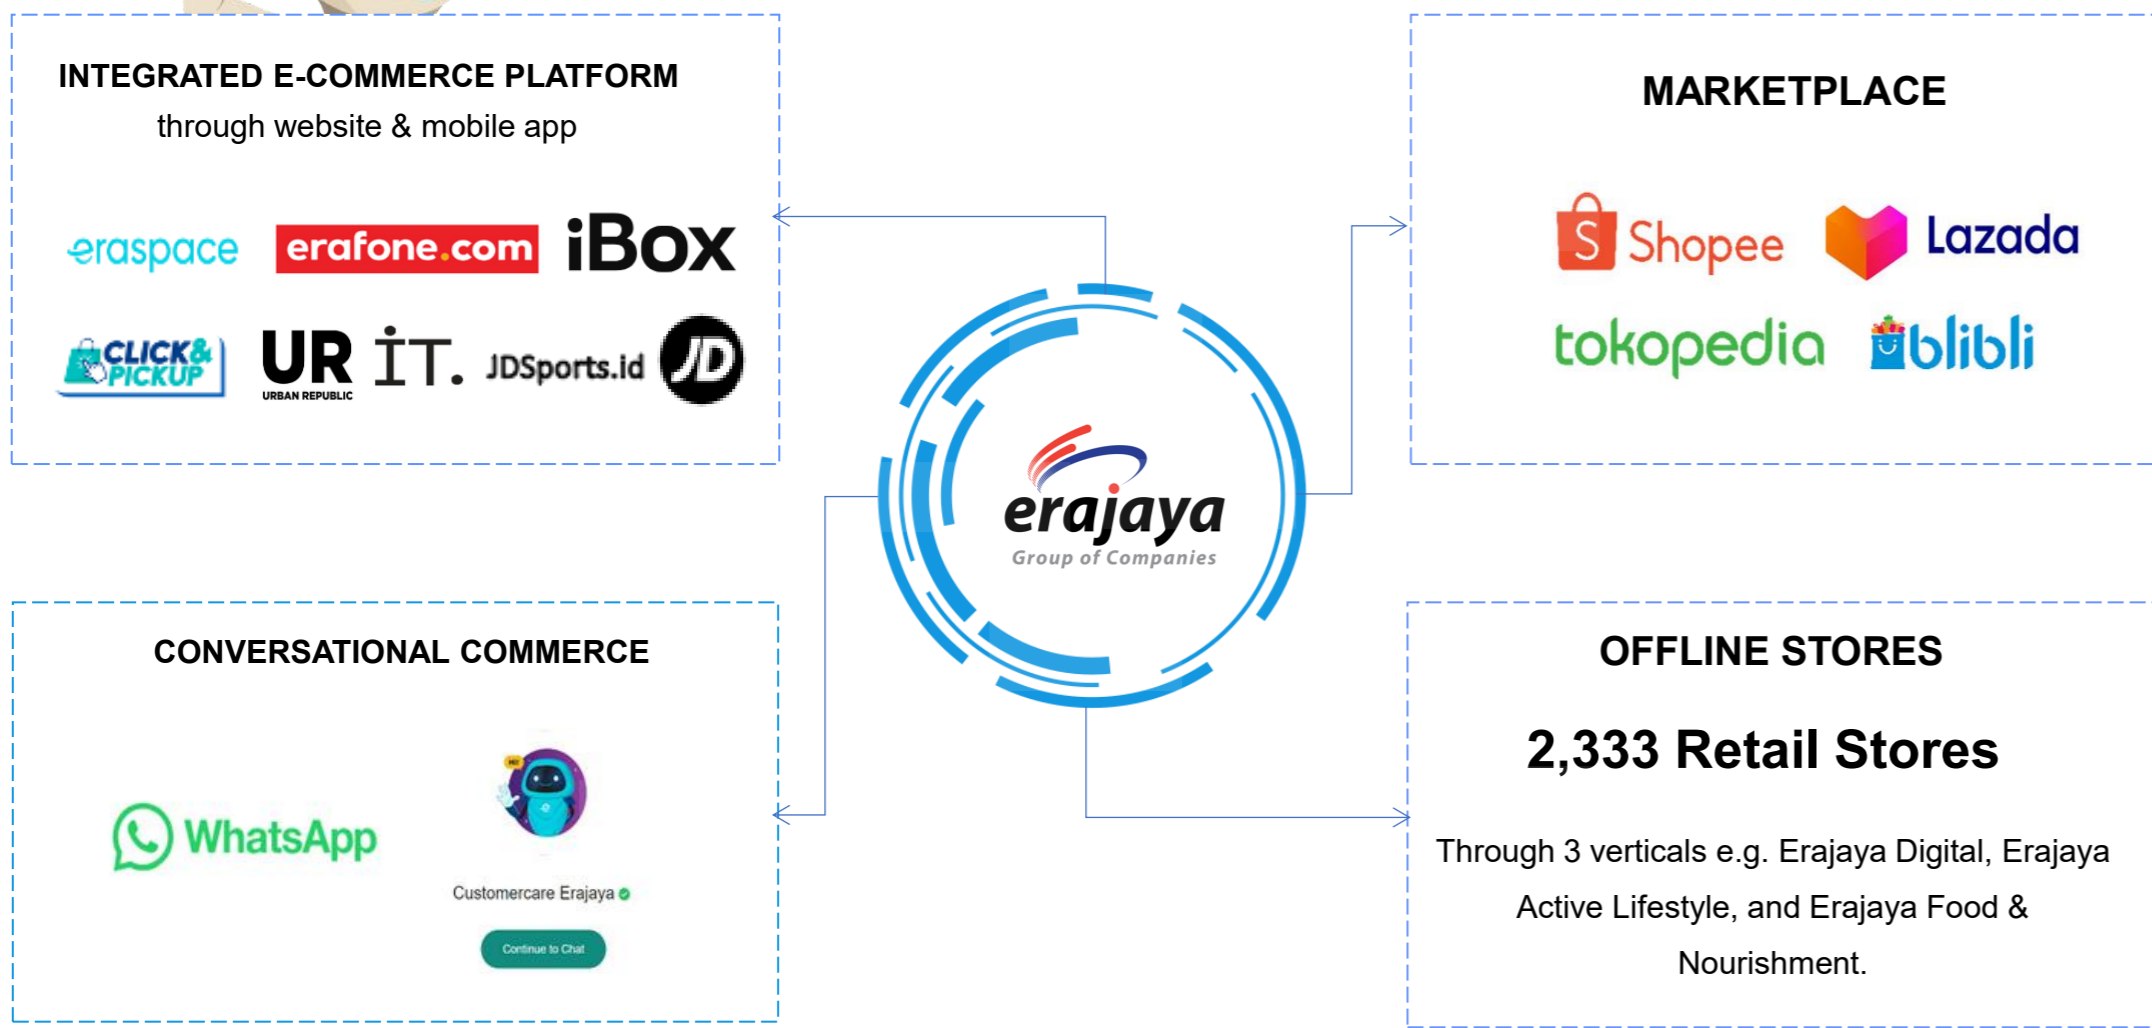 INTEGRATED E-COMMERCE PLATFORM
through website & mobile app
eraspace
erafone.com
iBox
CLICK&
PICKUP
UR
URBAN REPUBLIC
iT.
JDSports.id
JD
MARKETPLACE
S Shopee
Lazada
tokopedia
blibli
erajaya
Group of Companies
CONVERSATIONAL COMMERCE
WhatsApp
Customercare Erajaya
Continue to Chat
OFFLINE STORES
2,333 Retail Stores
Through 3 verticals e.g. Erajaya Digital, Erajaya
Active Lifestyle, and Erajaya Food &
Nourishment.